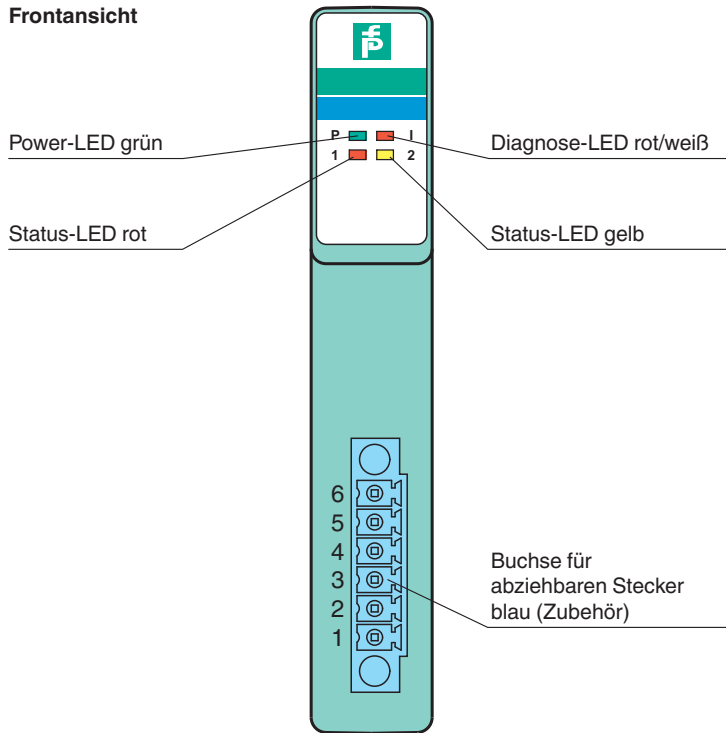 Frontansicht
P I
1 2
Power-LED grün
Diagnose-LED rot/weiß
Status-LED rot
Status-LED gelb
6
5
4
3
2
1
Buchse für
abziehbaren Stecker
blau (Zubehör)